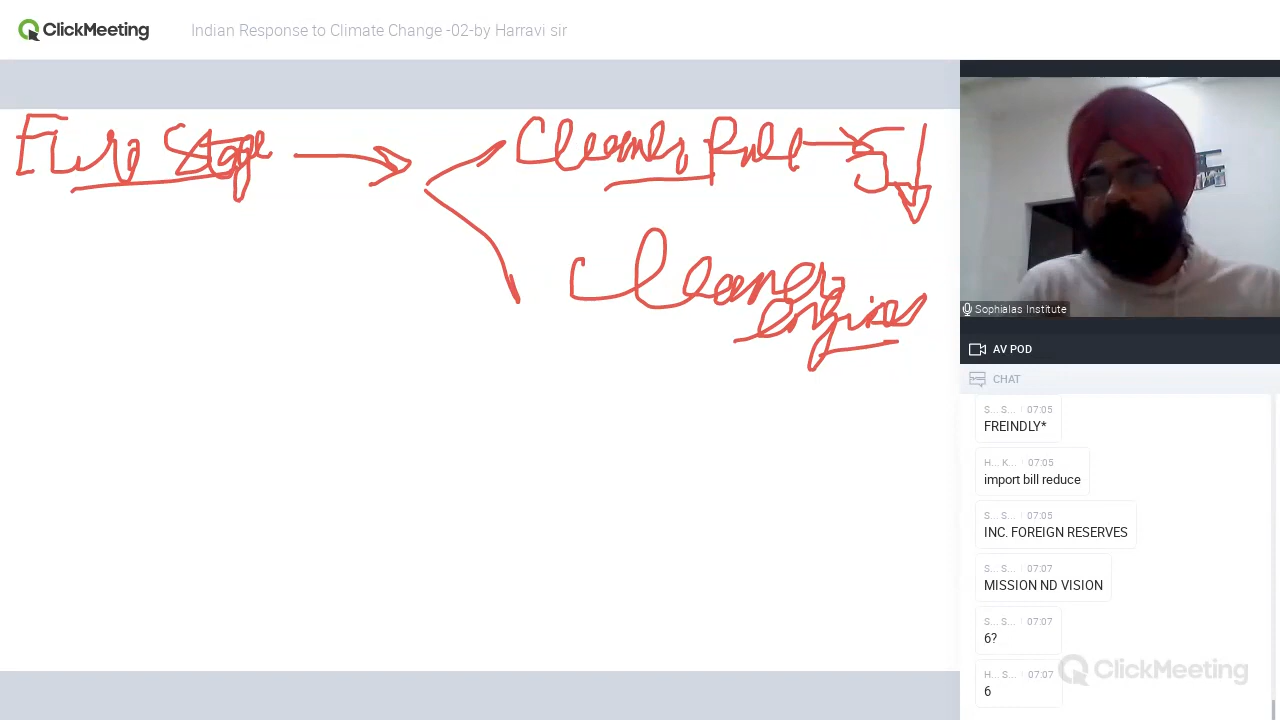 ClickMeeting
Indian Response to Climate Change -02-by Harravi sir
Euro Stage
Cleaner Fuel
S
Cleaner
engines
Sophialas Institute
AV POD
CHAT
S... S... 07:05
FREINDLY*
H... K... 07:05
import bill reduce
S... S... 07:05
INC. FOREIGN RESERVES
S... S... 07:07
MISSION ND VISION
S... S... 07:07
6?
H... S... 07:07
6
ClickMeeting